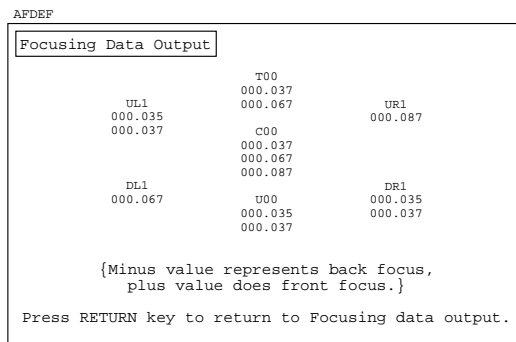 AFDEF
Focusing Data Output
T00
000.037
UL1 000.067 UR1
000.035 000.087
000.037 C00
000.037
000.067
000.087
DL1 DR1
000.067 U00 000.035
000.035 000.037
000.037
{Minus value represents back focus,
plus value does front focus.}
Press RETURN key to return to Focusing data output.